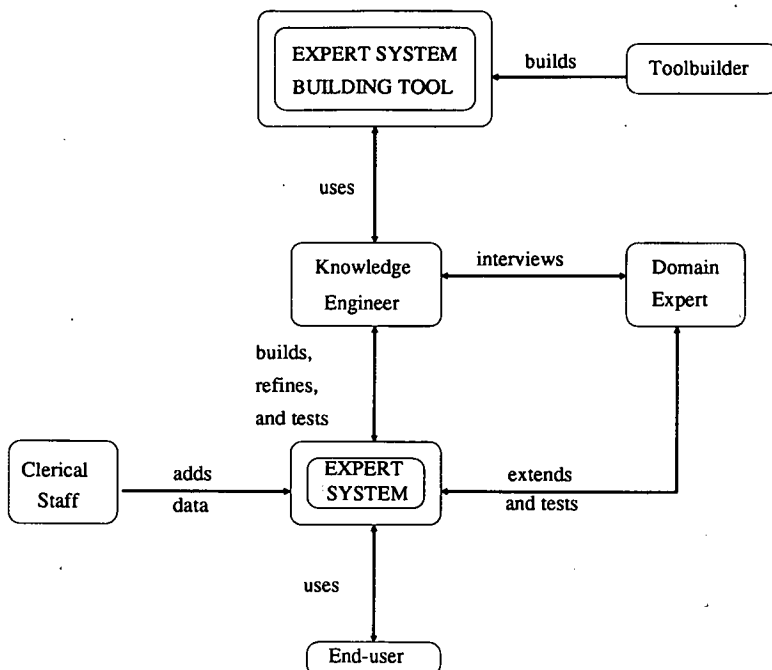 EXPERT SYSTEM
BUILDING TOOL
builds
Toolbuilder
uses
Knowledge
Engineer
interviews
Domain
Expert
builds,
refines,
and tests
Clerical
Staff
adds
data
EXPERT
SYSTEM
extends
and tests
uses
End-user